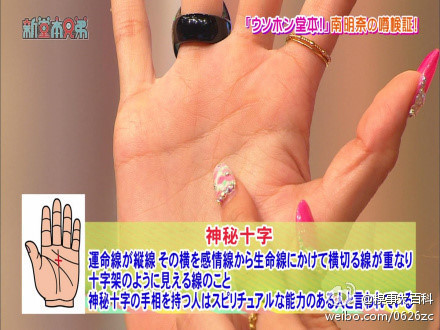 新堂本兄弟
「ウソホン堂本!」南明奈の噂検証!
神秘十字
運命線が縦線 その横を感情線から生命線にかけて横切る線が重なり
十字架のように見える線のこと
神秘十字の手相を持つ人はスピリチュアルな能力のある人と言われている
weibo.com/0626zc